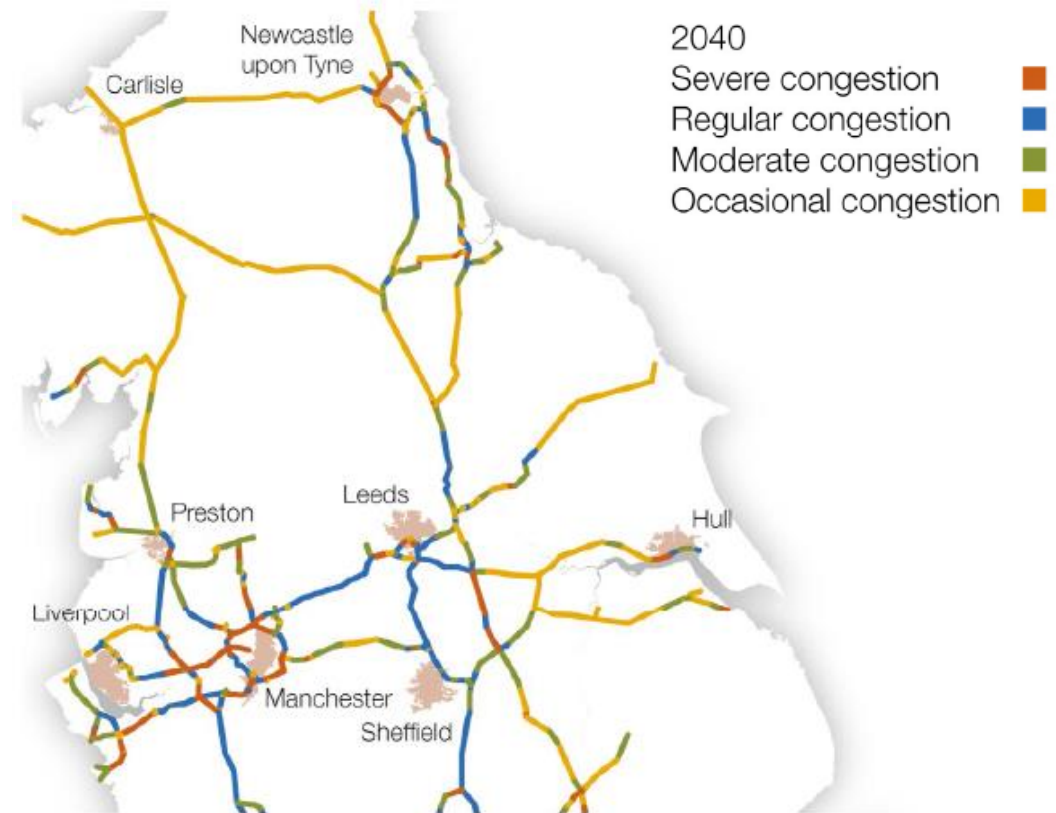 2040
Severe congestion
Regular congestion
Moderate congestion
Occasional congestion
Newcastle
upon Tyne
Carlisle
Leeds
Preston
Hull
Liverpool
Manchester
Sheffield